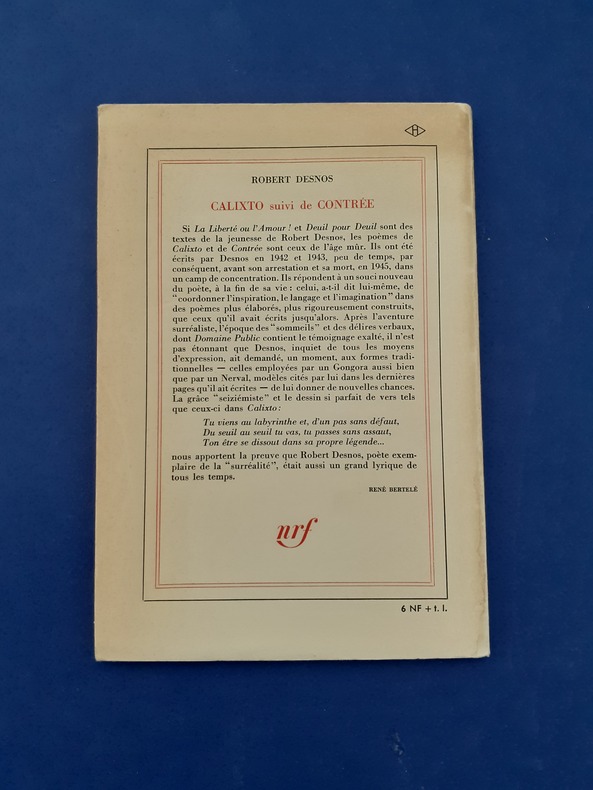 H
ROBERT DESNOS
CALIXTO suivi de CONTRÉE
Si La Liberté ou l'Amour ! et Deuil pour Deuil sont des
textes de la jeunesse de Robert Desnos, les poèmes de
Calixto et de Contrée sont ceux de l'âge mûr. Ils ont été
écrits par Desnos en 1942 et 1943, peu de temps, par
conséquent, avant son arrestation et sa mort, en 1945, dans
un camp de concentration. Ils répondent à un souci nouveau
du poète, à la fin de sa vie : celui, a-t-il dit lui-même, de
"coordonner l'inspiration, le langage et l'imagination" dans
des poèmes plus élaborés, plus rigoureusement construits,
que ceux qu'il avait écrits jusqu'alors. Après l'aventure
surréaliste, l'époque des "sommeils" et des délires verbaux,
dont Domaine Public contient le témoignage exalté, il n'est
pas étonnant que Desnos, inquiet de tous les moyens
d'expression, ait demandé, un moment, aux formes tradi-
tionnelles — celles employées par un Gongora aussi bien
que par un Nerval, modèles cités par lui dans les dernières
pages qu'il ait écrites — de lui donner de nouvelles chances.
La grâce "seiziémiste" et le dessin si parfait de vers tels
que ceux-ci dans Calixto :
Tu viens au labyrinthe et, d'un pas sans défaut,
Du seuil au seuil tu vas, tu passes sans assaut,
Ton être se dissout dans sa propre légende...
nous apportent la preuve que Robert Desnos, poète exem-
plaire de la "surréalité", était aussi un grand lyrique de
tous les temps.
RENÉ BERTELÉ
nrf
6 NF + t. l.